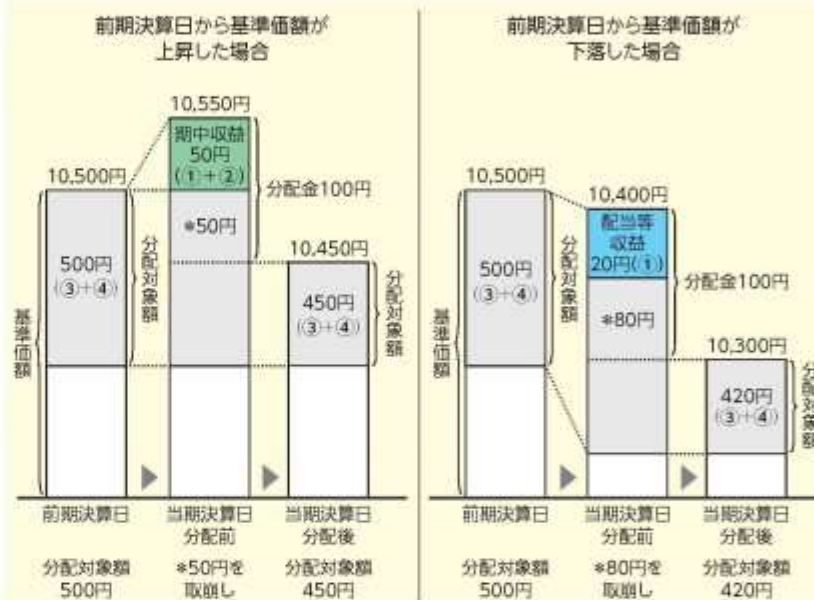 前期決算日から基準価額が
上昇した場合
10,550円
期中収益
50円
(①+②)
10,500円
分配金100円
*50円
10,450円
500円
(③+④)
分配対象額
450円
(③+④)
分配対象額
基準価額
前期決算日
当期決算日
分配前
当期決算日
分配後
分配対象額
500円
*50円を
取崩し
分配対象額
450円
前期決算日から基準価額が
下落した場合
10,500円
10,400円
配当等
収益
20円(①)
500円
(③+④)
分配対象額
分配金100円
*80円
10,300円
基準価額
420円
(③+④)
分配対象額
前期決算日
当期決算日
分配前
当期決算日
分配後
分配対象額
500円
*80円を
取崩し
分配対象額
420円